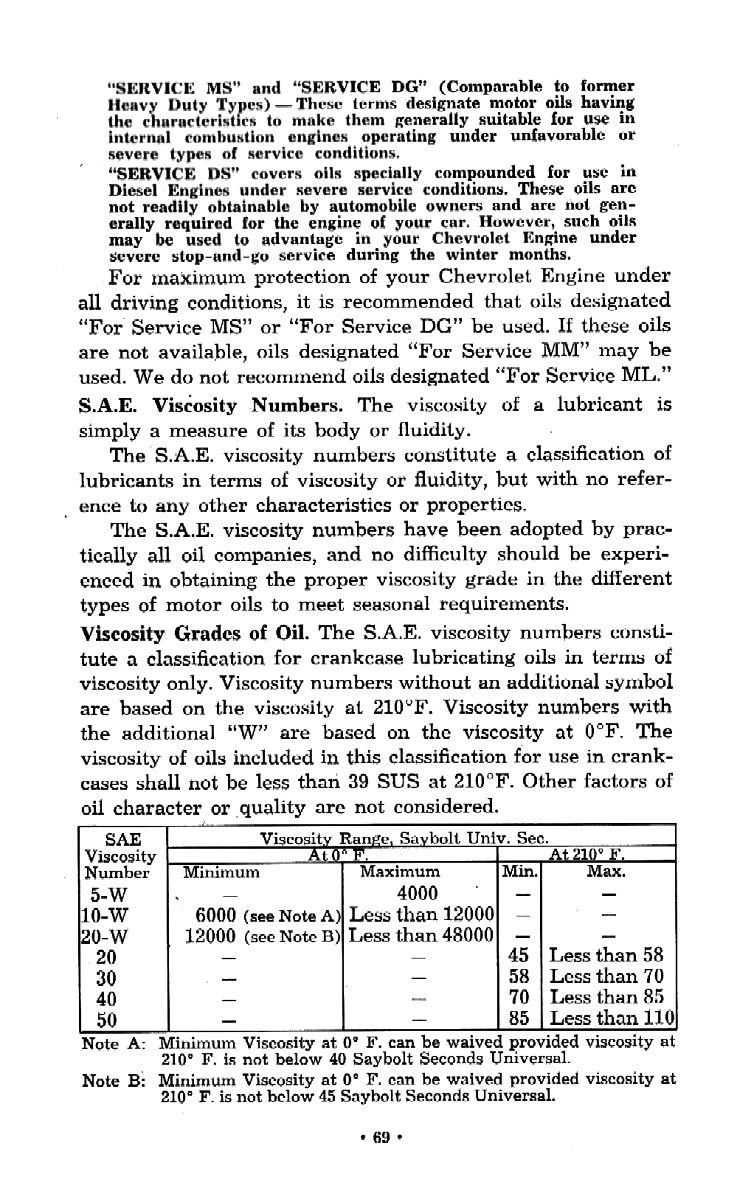 "SERVICE MS" and "SERVICE DG" (Comparable to former
Heavy Duty Types) — These terms designate motor oils having
the characteristics to make them generally suitable for use in
internal combustion engines operating under unfavorable or
severe types of service conditions.
"SERVICE DS" covers oils specially compounded for use in
Diesel Engines under severe service conditions. These oils are
not readily obtainable by automobile owners and are not gen-
erally required for the engine of your car. However, such oils
may be used to advantage in your Chevrolet Engine under
severe stop-and-go service during the winter months.
For maximum protection of your Chevrolet Engine under
all driving conditions, it is recommended that oils designated
"For Service MS" or "For Service DG" be used. If these oils
are not available, oils designated "For Service MM" may be
used. We do not recommend oils designated "For Service ML."
S.A.E. Viscosity Numbers. The viscosity of a lubricant is
simply a measure of its body or fluidity.
The S.A.E. viscosity numbers constitute a classification of
lubricants in terms of viscosity or fluidity, but with no refer-
ence to any other characteristics or properties.
The S.A.E. viscosity numbers have been adopted by prac-
tically all oil companies, and no difficulty should be experi-
enced in obtaining the proper viscosity grade in the different
types of motor oils to meet seasonal requirements.
Viscosity Grades of Oil. The S.A.E. viscosity numbers consti-
tute a classification for crankcase lubricating oils in terms of
viscosity only. Viscosity numbers without an additional symbol
are based on the viscosity at 210°F. Viscosity numbers with
the additional "W" are based on the viscosity at 0°F. The
viscosity of oils included in this classification for use in crank-
cases shall not be less than 39 SUS at 210°F. Other factors of
oil character or quality are not considered.
SAE Viscosity Range, Saybolt Univ. Sec.
Viscosity At 0° F. At 210° F.
Number Minimum Maximum Min. Max.
5-W — 4000 — —
10-W 6000 (see Note A) Less than 12000 — —
20-W 12000 (see Note B) Less than 48000 — —
20 — — 45 Less than 58
30 — — 58 Less than 70
40 — — 70 Less than 85
50 — — 85 Less than 110
Note A: Minimum Viscosity at 0° F. can be waived provided viscosity at
210° F. is not below 40 Saybolt Seconds Universal.
Note B: Minimum Viscosity at 0° F. can be waived provided viscosity at
210° F. is not below 45 Saybolt Seconds Universal.
• 69 •